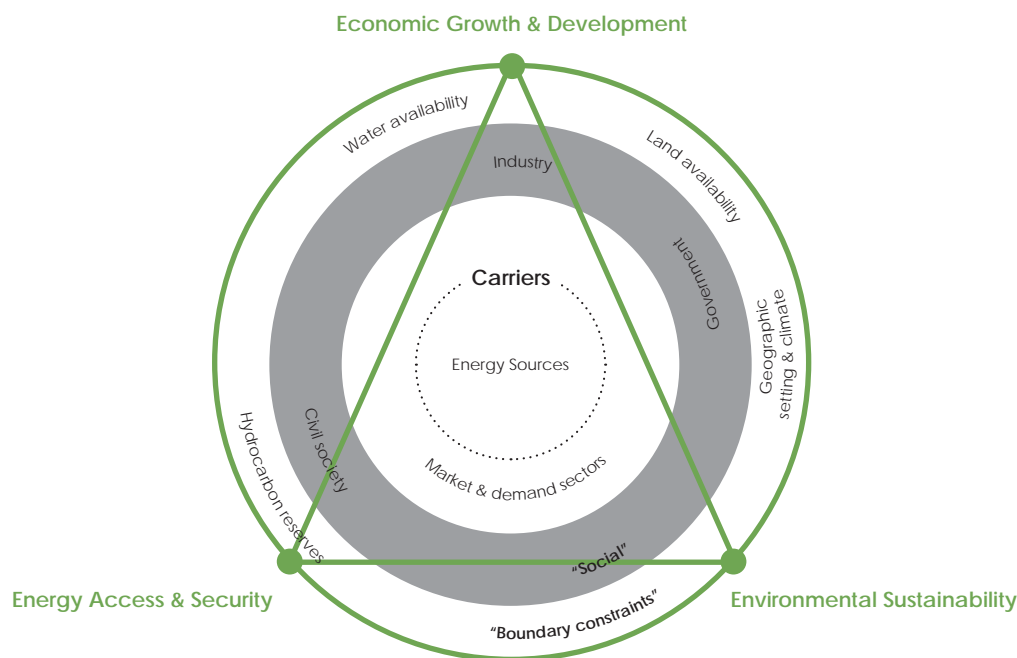 Economic Growth & Development
Water availability
Land availability
Industry
Government
Carriers
Geographic
setting & climate
Energy Sources
Civil society
Hydrocarbon reserves
Market & demand sectors
“Social”
“Boundary constraints”
Energy Access & Security
Environmental Sustainability